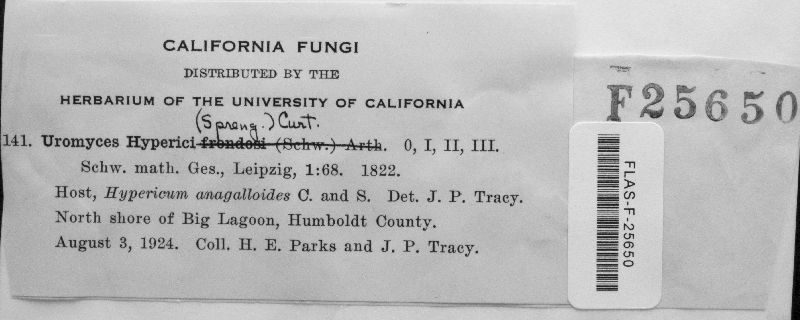 CALIFORNIA FUNGI
DISTRIBUTED BY THE
HERBARIUM OF THE UNIVERSITY OF CALIFORNIA
(Spreng.) Curt.
141. Uromyces Hyperici-frondosi (Schw.) Arth. 0, I, II, III.
Schw. math. Ges., Leipzig, 1:68. 1822.
Host, Hypericum anagalloides C. and S. Det. J. P. Tracy.
North shore of Big Lagoon, Humboldt County.
August 3, 1924. Coll. H. E. Parks and J. P. Tracy.
F25650
FLAS-F-25650